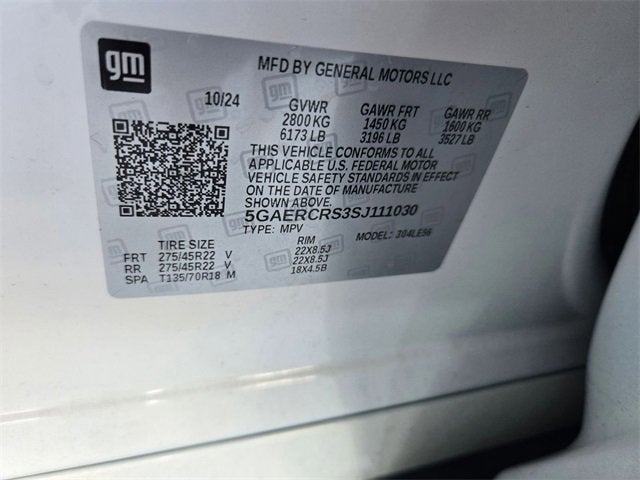 gm
MFD BY GENERAL MOTORS LLC
10/24 GVWR GAWR FRT GAWR RR
2800 KG 1450 KG 1600 KG
6173 LB 3196 LB 3527 LB
THIS VEHICLE CONFORMS TO ALL
APPLICABLE U.S. FEDERAL MOTOR
VEHICLE SAFETY STANDARDS IN EFFECT
ON THE DATE OF MANUFACTURE
SHOWN ABOVE.
5GAERCRS3SJ111030
TYPE: MPV MODEL: 304LE56
TIRE SIZE RIM
FRT 275/45R22 V 22X8.5J
RR 275/45R22 V 22X8.5J
SPA T135/70R18 M 18X4.5B